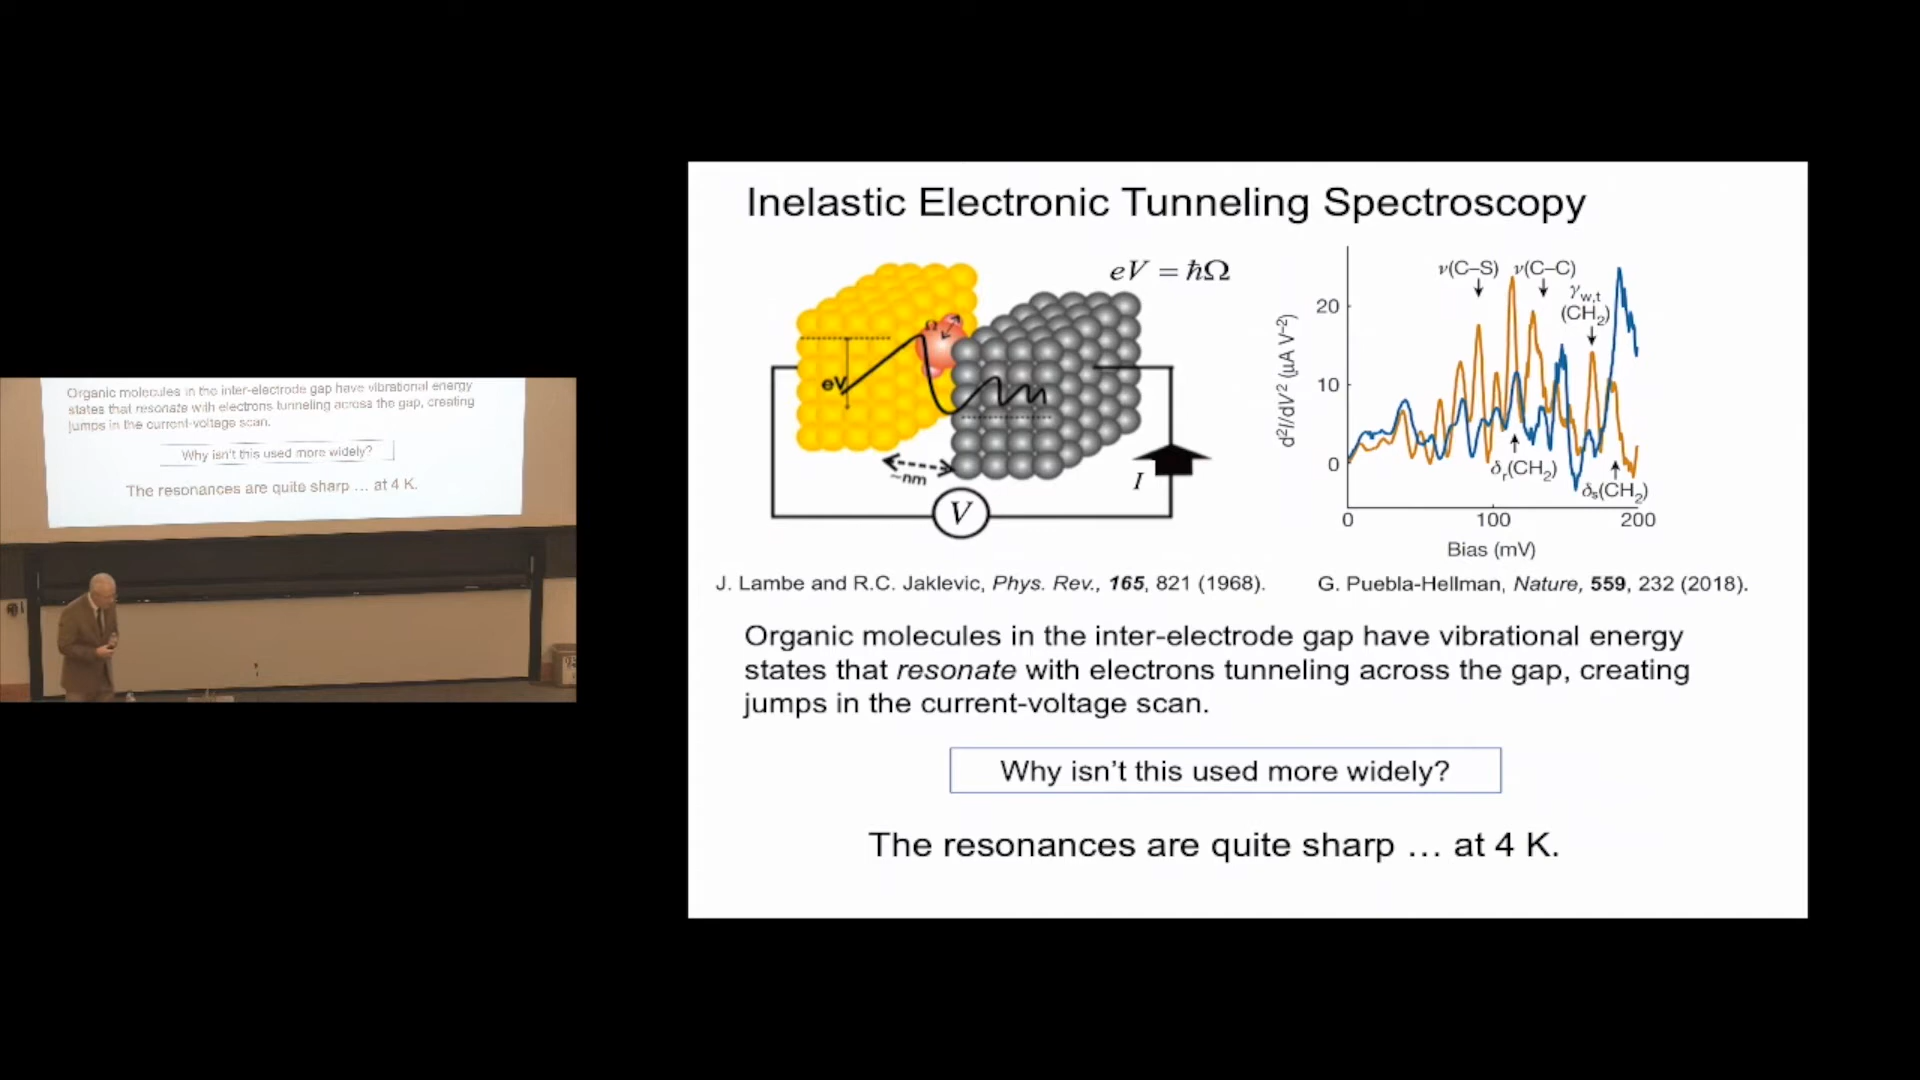 Organic molecules in the inter-electrode gap have vibrational energy
states that resonate with electrons tunneling across the gap, creating
jumps in the current-voltage scan.
Why isn't this used more widely?
The resonances are quite sharp ... at 4 K.
Inelastic Electronic Tunneling Spectroscopy
eV = ħΩ
Ω
eV
~nm
V
I
ν(C–S) ν(C–C)
γw,t
(CH2)
20
10
0
d²I/dV² (µA V–2)
δr(CH2)
δs(CH2)
0 100 200
Bias (mV)
J. Lambe and R.C. Jaklevic, Phys. Rev., 165, 821 (1968).
G. Puebla-Hellman, Nature, 559, 232 (2018).
Organic molecules in the inter-electrode gap have vibrational energy
states that resonate with electrons tunneling across the gap, creating
jumps in the current-voltage scan.
Why isn't this used more widely?
The resonances are quite sharp ... at 4 K.